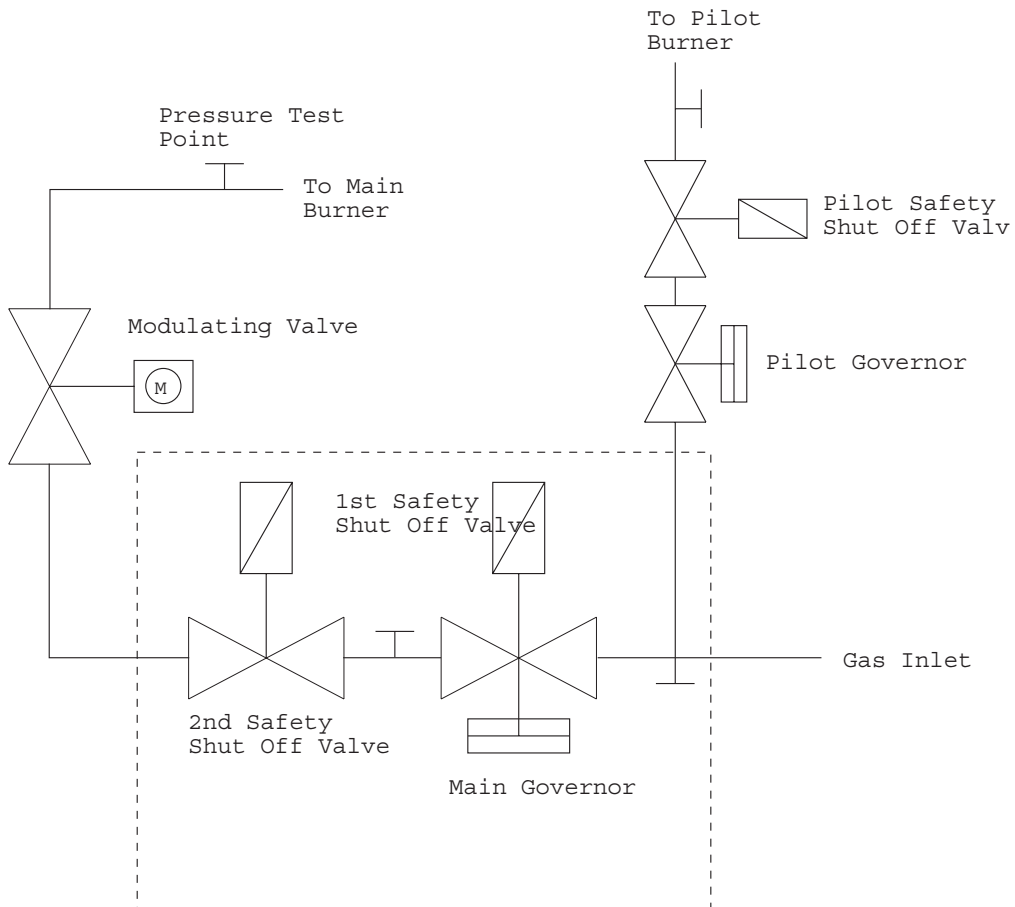 To Pilot
Burner
Pressure Test
Point
To Main
Burner
Pilot Safety
Shut Off Valv
Modulating Valve
M
Pilot Governor
1st Safety
Shut Off Valve
Gas Inlet
2nd Safety
Shut Off Valve
Main Governor